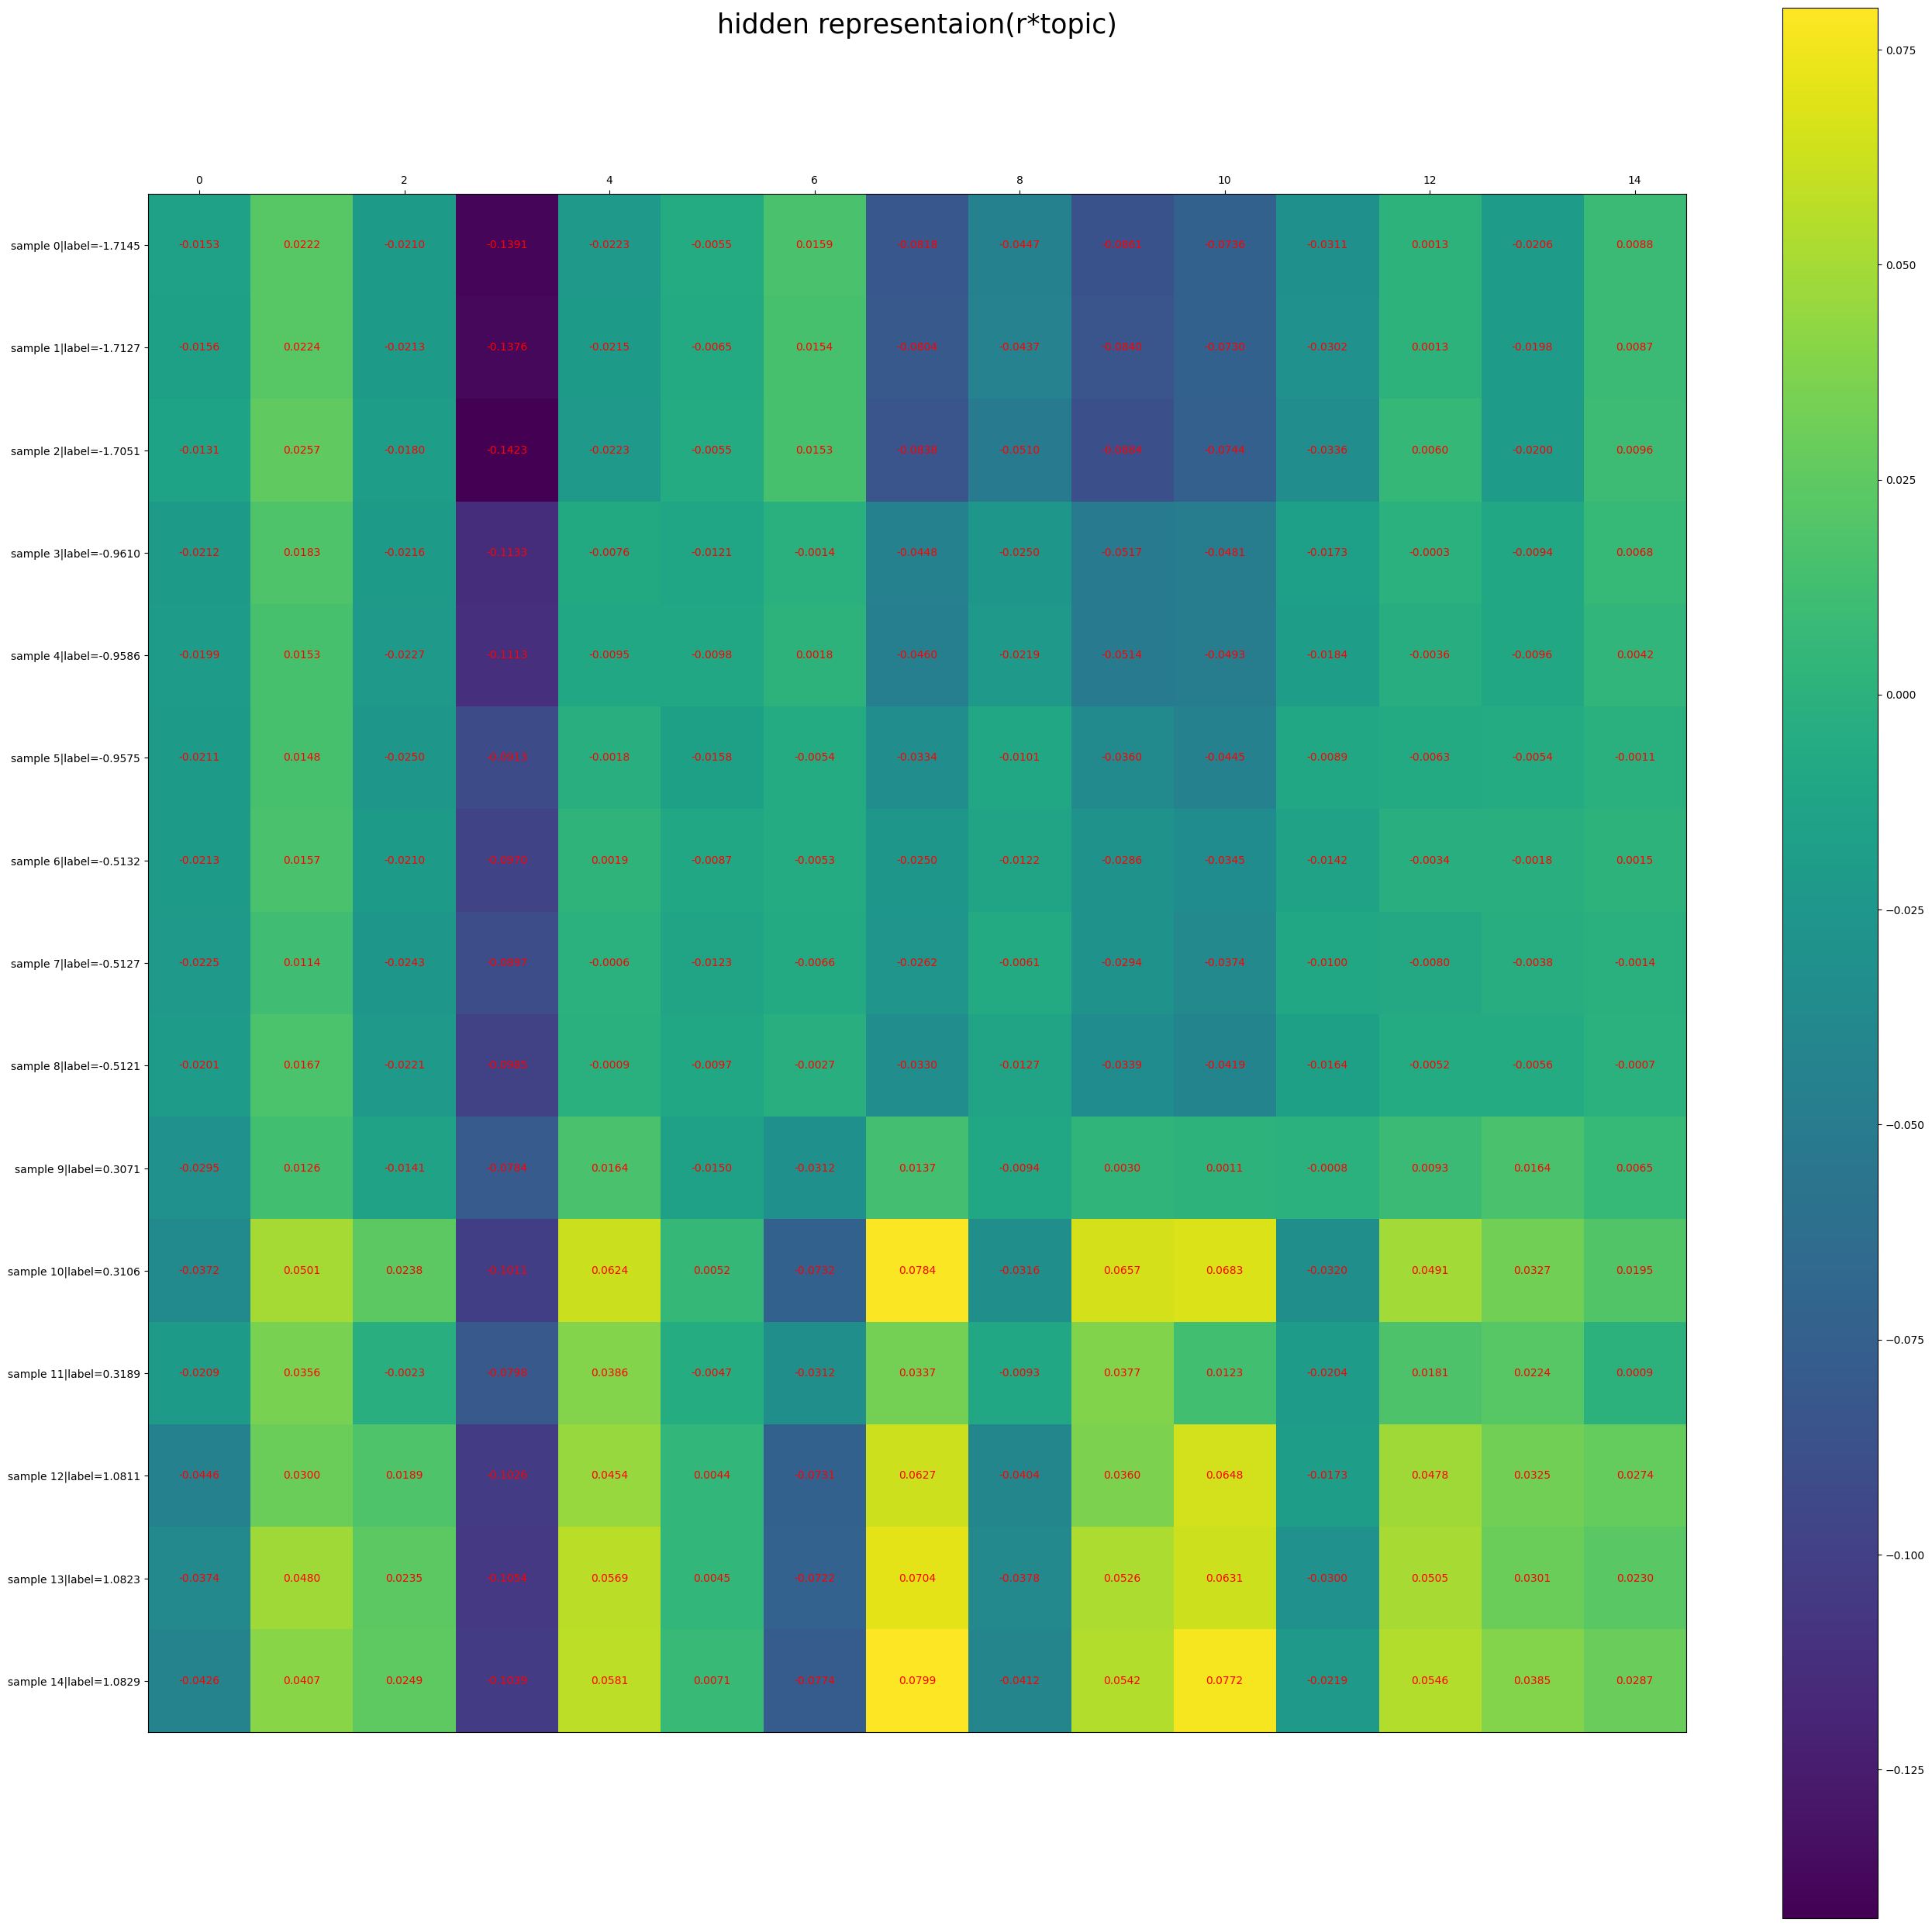 hidden representaion(r*topic)
0 2 4 6 8 10 12 14
sample 0|label=-1.7145 -0.0153 0.0222 -0.0210 -0.1391 -0.0223 -0.0055 0.0159 -0.0447 -0.0736 -0.0311 0.0013 -0.0206 0.0088
sample 1|label=-1.7127 -0.0156 0.0224 -0.0213 -0.1376 -0.0215 -0.0065 0.0154 -0.0437 -0.0730 -0.0302 0.0013 -0.0198 0.0087
sample 2|label=-1.7051 -0.0131 0.0257 -0.0180 -0.1423 -0.0223 -0.0055 0.0153 -0.0510 -0.0744 -0.0336 0.0060 -0.0200 0.0096
sample 3|label=-0.9610 -0.0212 0.0183 -0.0216 -0.1133 -0.0076 -0.0121 -0.0014 -0.0448 -0.0250 -0.0517 -0.0481 -0.0173 -0.0003 -0.0094 0.0068
sample 4|label=-0.9586 -0.0199 0.0153 -0.0227 -0.1113 -0.0095 -0.0098 0.0018 -0.0460 -0.0219 -0.0514 -0.0493 -0.0184 -0.0036 -0.0096 0.0042
sample 5|label=-0.9575 -0.0211 0.0148 -0.0250 -0.0018 -0.0158 -0.0054 -0.0334 -0.0101 -0.0360 -0.0445 -0.0089 -0.0063 -0.0054 -0.0011
sample 6|label=-0.5132 -0.0213 0.0157 -0.0210 0.0019 -0.0087 -0.0053 -0.0250 -0.0122 -0.0286 -0.0345 -0.0142 -0.0034 -0.0018 0.0015
sample 7|label=-0.5127 -0.0225 0.0114 -0.0243 -0.0006 -0.0123 -0.0066 -0.0262 -0.0061 -0.0294 -0.0374 -0.0100 -0.0080 -0.0038 -0.0014
sample 8|label=-0.5121 -0.0201 0.0167 -0.0221 -0.0009 -0.0097 -0.0027 -0.0330 -0.0127 -0.0339 -0.0419 -0.0164 -0.0052 -0.0056 -0.0007
sample 9|label=0.3071 -0.0295 0.0126 -0.0141 0.0164 -0.0150 -0.0312 0.0137 -0.0094 0.0030 0.0011 -0.0008 0.0093 0.0164 0.0065
sample 10|label=0.3106 -0.0372 0.0501 0.0238 0.0624 0.0052 0.0784 -0.0316 0.0657 0.0683 -0.0320 0.0491 0.0327 0.0195
sample 11|label=0.3189 -0.0209 0.0356 -0.0023 0.0386 -0.0047 -0.0312 0.0337 -0.0093 0.0377 0.0123 -0.0204 0.0181 0.0224 0.0009
sample 12|label=1.0811 -0.0446 0.0300 0.0189 0.0454 0.0044 0.0627 -0.0404 0.0360 0.0648 -0.0173 0.0478 0.0325 0.0274
sample 13|label=1.0823 -0.0374 0.0480 0.0235 0.0569 0.0045 0.0704 -0.0378 0.0526 0.0631 -0.0300 0.0505 0.0301 0.0230
sample 14|label=1.0829 -0.0426 0.0407 0.0249 0.0581 0.0071 0.0799 -0.0412 0.0542 0.0772 -0.0219 0.0546 0.0385 0.0287
0.075
0.050
0.025
0.000
−0.025
−0.050
−0.075
−0.100
−0.125